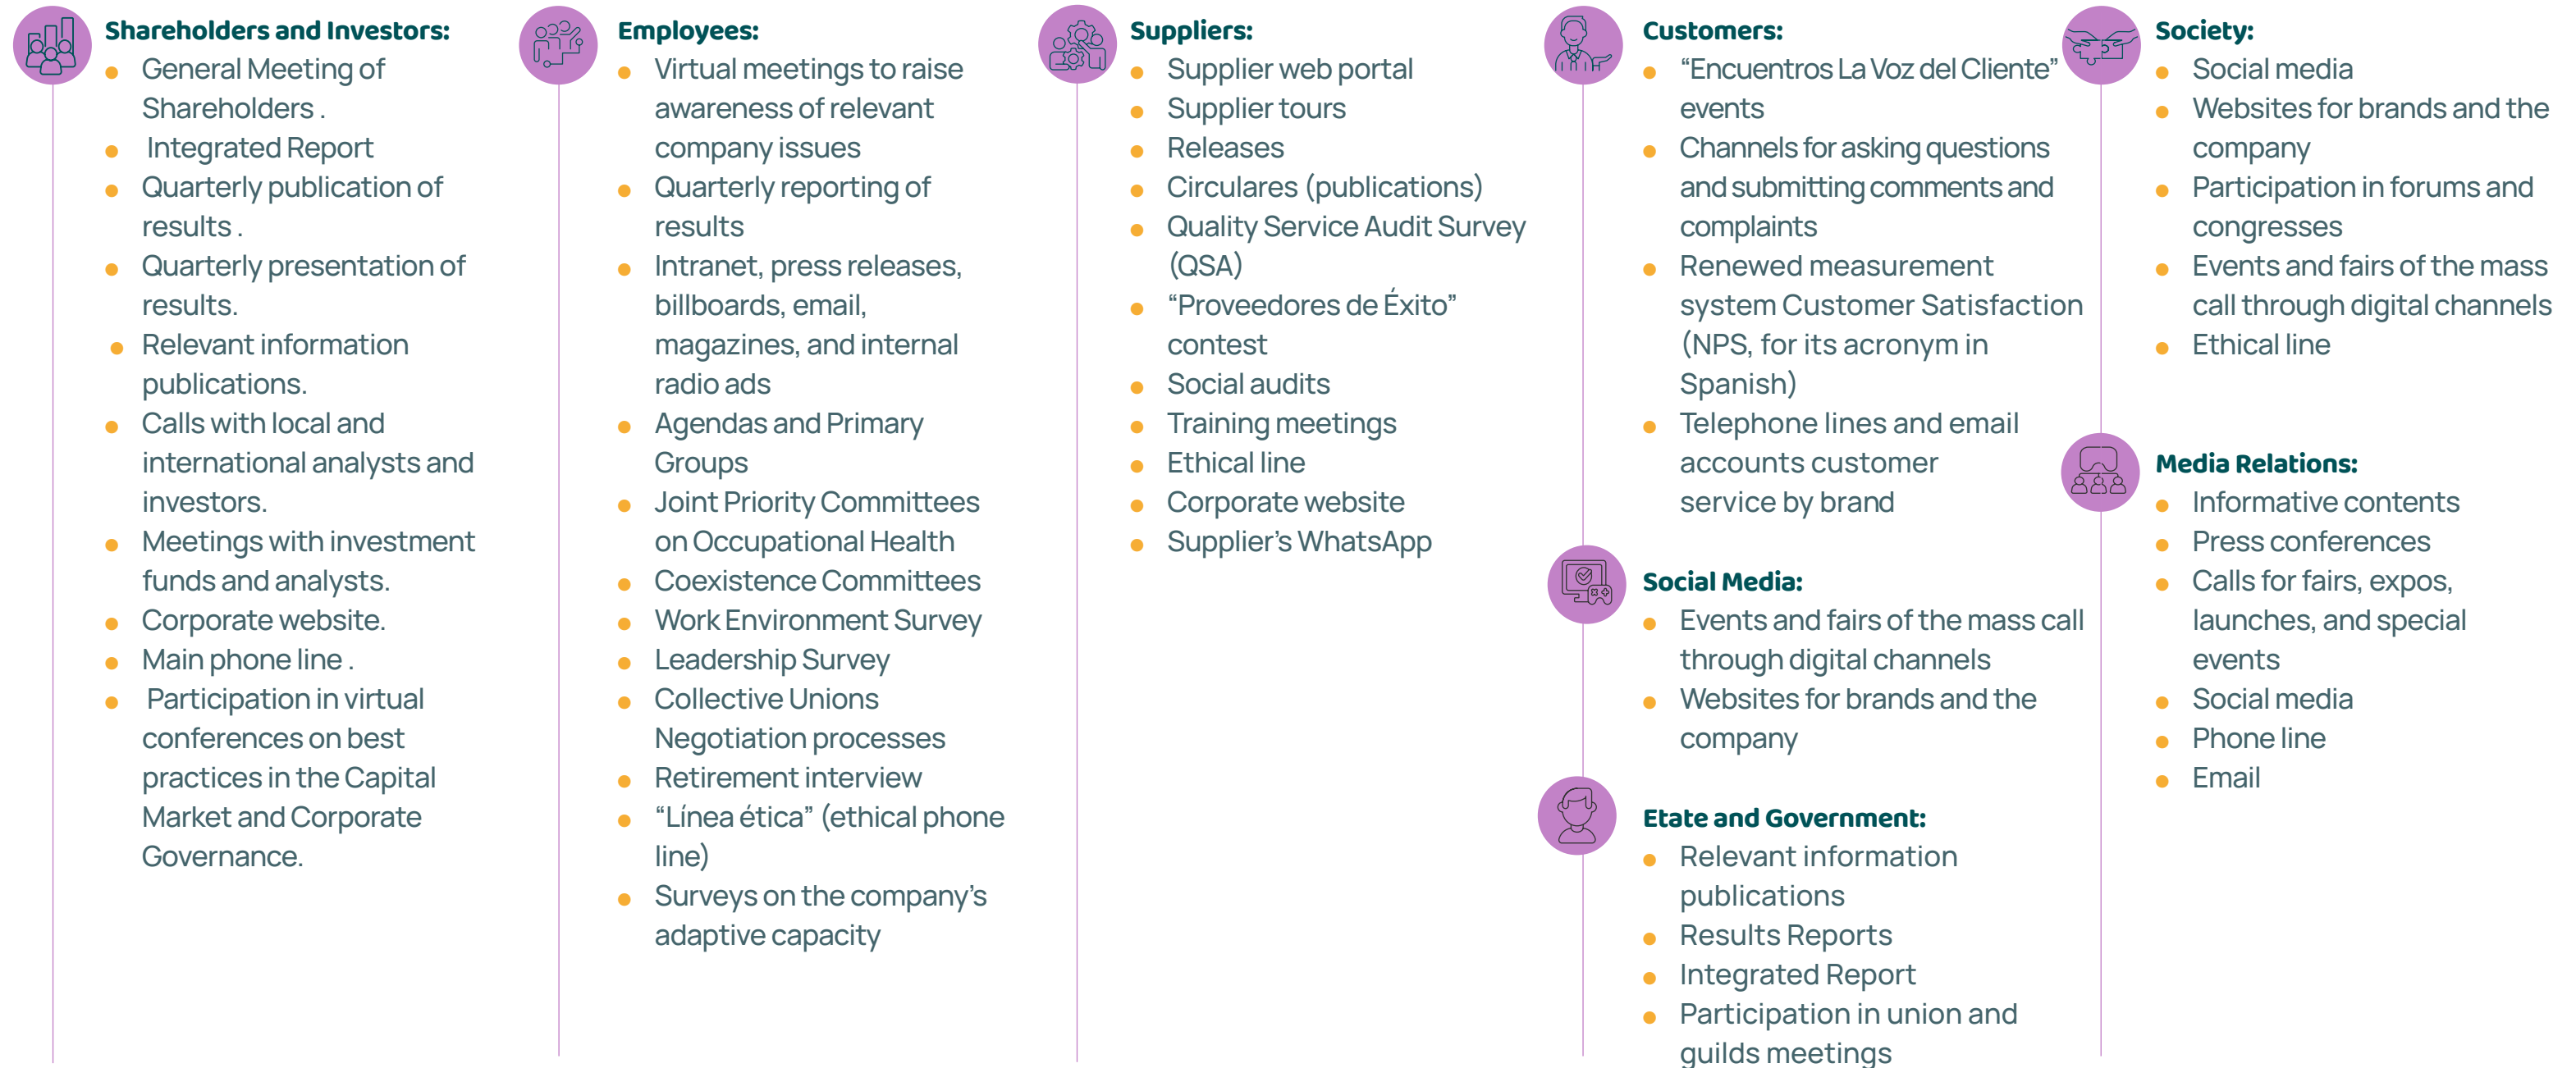 Shareholders and Investors:
General Meeting of
Shareholders .
Integrated Report
Quarterly publication of
results .
Quarterly presentation of
results.
Relevant information
publications.
Calls with local and
international analysts and
investors.
Meetings with investment
funds and analysts.
Corporate website.
Main phone line .
Participation in virtual
conferences on best
practices in the Capital
Market and Corporate
Governance.
Employees:
Virtual meetings to raise
awareness of relevant
company issues
Quarterly reporting of
results
Intranet, press releases,
billboards, email,
magazines, and internal
radio ads
Agendas and Primary
Groups
Joint Priority Committees
on Occupational Health
Coexistence Committees
Work Environment Survey
Leadership Survey
Collective Unions
Negotiation processes
Retirement interview
“Línea ética” (ethical phone
line)
Surveys on the company’s
adaptive capacity
Suppliers:
Supplier web portal
Supplier tours
Releases
Circulares (publications)
Quality Service Audit Survey
(QSA)
“Proveedores de Éxito”
contest
Social audits
Training meetings
Ethical line
Corporate website
Supplier’s WhatsApp
Customers:
“Encuentros La Voz del Cliente”
events
Channels for asking questions
and submitting comments and
complaints
Renewed measurement
system Customer Satisfaction
(NPS, for its acronym in
Spanish)
Telephone lines and email
accounts customer
service by brand
Social Media:
Events and fairs of the mass call
through digital channels
Websites for brands and the
company
Etate and Government:
Relevant information
publications
Results Reports
Integrated Report
Participation in union and
guilds meetings
Society:
Social media
Websites for brands and the
company
Participation in forums and
congresses
Events and fairs of the mass
call through digital channels
Ethical line
Media Relations:
Informative contents
Press conferences
Calls for fairs, expos,
launches, and special
events
Social media
Phone line
Email